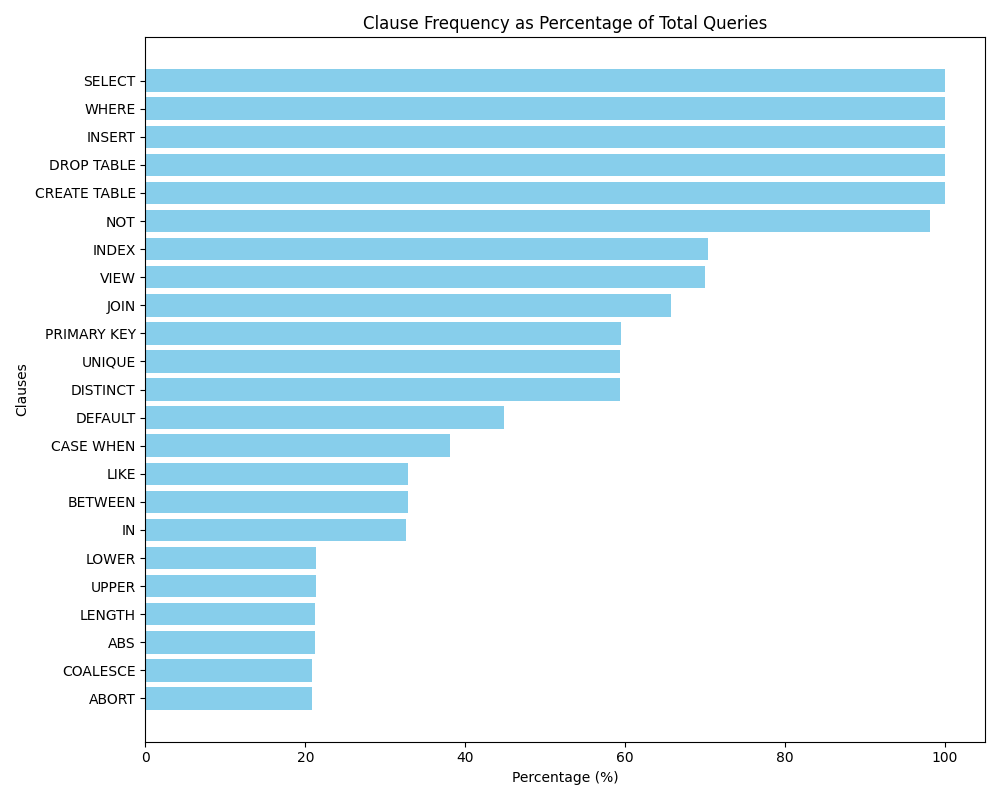 Clause Frequency as Percentage of Total Queries
Clauses
SELECT
WHERE
INSERT
DROP TABLE
CREATE TABLE
NOT
INDEX
VIEW
JOIN
PRIMARY KEY
UNIQUE
DISTINCT
DEFAULT
CASE WHEN
LIKE
BETWEEN
IN
LOWER
UPPER
LENGTH
ABS
COALESCE
ABORT
0 20 40 60 80 100
Percentage (%)